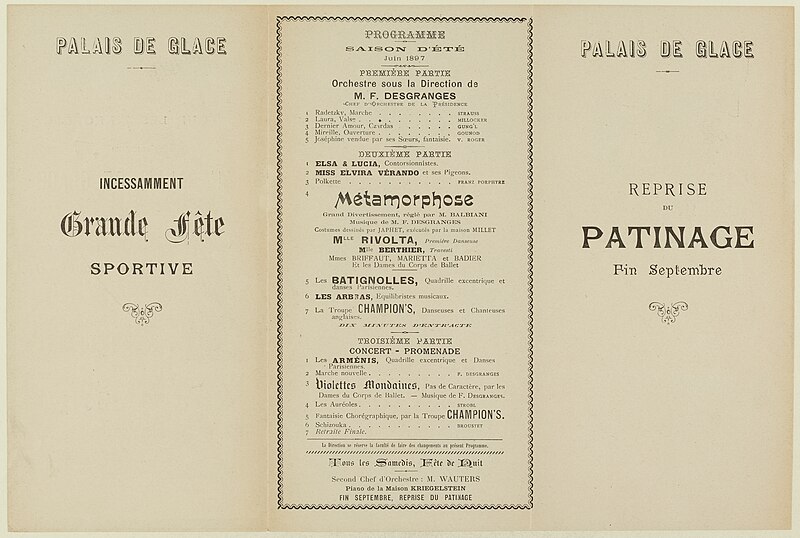 PALAIS DE GLACE
INCESSAMMENT
Grande Fête
SPORTIVE
PROGRAMME
SAISON D'ÉTÉ
Juin 1897
PREMIÈRE PARTIE
Orchestre sous la Direction de
M. F. DESGRANGES
CHEF D'ORCHESTRE DE LA PRÉSIDENCE
1 Radetzky, Marche . . . . . . . . STRAUSS
2 Laura, Valse . . . . . . . . . MILLOCKER
3 Dernier Amour, Czardas . . . . . . GUNG'L
4 Mireille, Ouverture . . . . . . . . GOUNOD
5 Joséphine vendue par ses Sœurs, fantaisie. V. ROGER
DEUXIÈME PARTIE
1 ELSA & LUCIA, Contorsionnistes.
2 MISS ELVIRA VÉRANDO et ses Pigeons.
3 Polkette . . . . . . . . . . FRANZ PORPHYRE
4 Métamorphose
Grand Divertissement, réglé par M. BALBIANI
Musique de M. F. DESGRANGES
Costumes dessinés par JAPHET, exécutés par la maison MILLET
Mlle RIVOLTA, Première Danseuse
Mlle BERTHIER, Travesti
Mmes BRIFFAUT, MARIETTA et BADIER
Et les Dames du Corps de Ballet
5 Les BATIGNOLLES, Quadrille excentrique et
danses Parisiennes.
6 LES ARBRAS, Equilibristes musicaux.
7 La Troupe CHAMPION'S, Danseuses et Chanteuses
anglaises.
DIX MINUTES D'ENTR'ACTE
TROISIÈME PARTIE
CONCERT - PROMENADE
1 Les ARMÉNIS, Quadrille excentrique et Danses
Parisiennes.
2 Marche nouvelle . . . . . . . . . F. DESGRANGES
3 Violettes Mondaines, Pas de Caractère, par les
Dames du Corps de Ballet. — Musique de F. DESGRANGES.
4 Les Auréoles . . . . . . . . . . STROBL
5 Fantaisie Chorégraphique, par la Troupe CHAMPION'S.
6 Schizouka . . . . . . . . . . BROUSTET
7 Retraite Finale.
La Direction se réserve la faculté de faire des changements au présent Programme.
Tous les Samedis, Fête de Nuit
Second Chef d'Orchestre : M. WAUTERS
Piano de la Maison KRIEGELSTEIN
FIN SEPTEMBRE, REPRISE DU PATINAGE
PALAIS DE GLACE
REPRISE
DU
PATINAGE
Fin Septembre